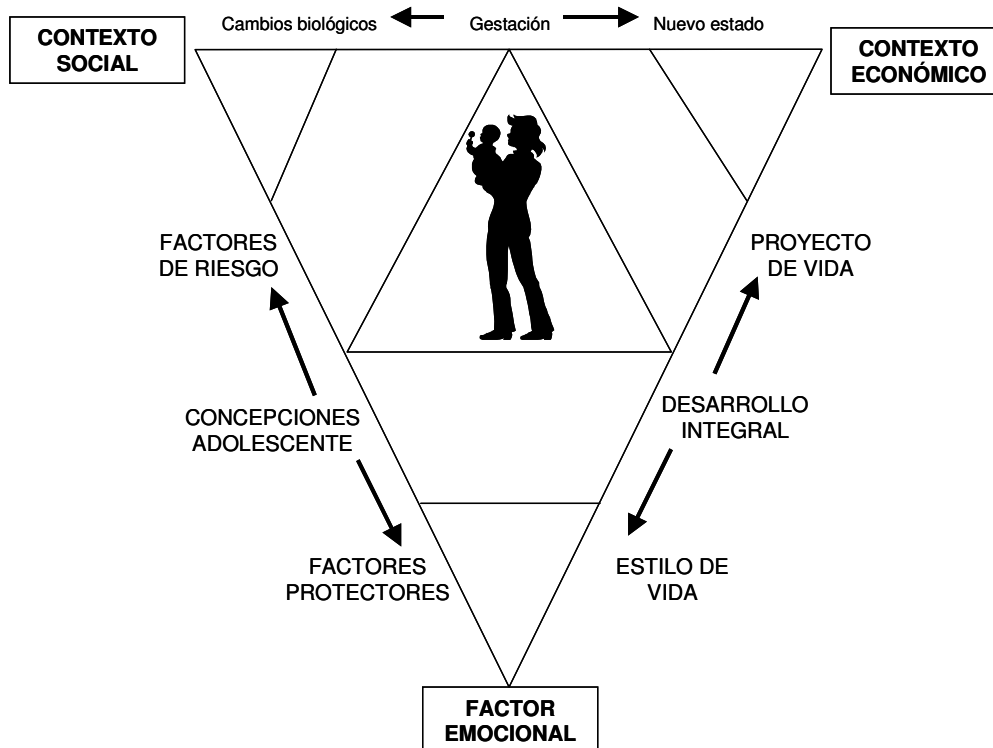 Cambios biológicos
Gestación
Nuevo estado
CONTEXTO
SOCIAL
CONTEXTO
ECONÓMICO
FACTORES
DE RIESGO
PROYECTO
DE VIDA
CONCEPCIONES
ADOLESCENTE
DESARROLLO
INTEGRAL
FACTORES
PROTECTORES
ESTILO DE
VIDA
FACTOR
EMOCIONAL